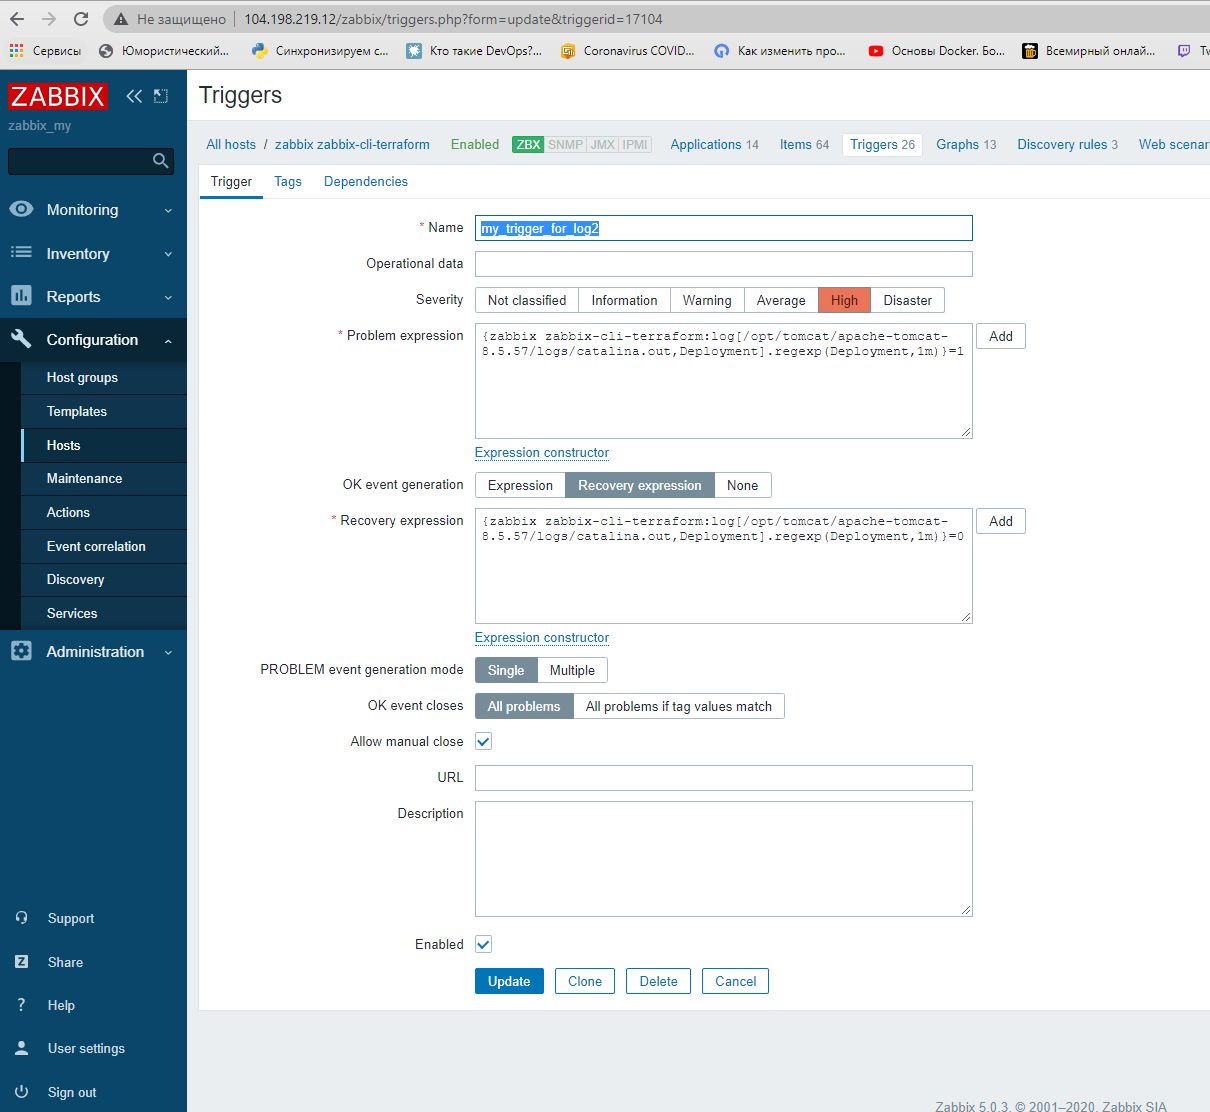 Не защищено 104.198.219.12/zabbix/triggers.php?form=update&triggerid=17104
Сервисы Юмористический... Синхронизируем с... Кто такие DevOps?... Coronavirus COVID... Как изменить про... Основы Docker. Бо... Всемирный онлай... Tw
ZABBIX
zabbix_my
Monitoring
Inventory
Reports
Configuration
Host groups
Templates
Hosts
Maintenance
Actions
Event correlation
Discovery
Services
Administration
Support
Z Share
? Help
User settings
Sign out
Triggers
All hosts / zabbix zabbix-cli-terraform Enabled ZBX SNMP JMX IPMI Applications 14 Items 64 Triggers 26 Graphs 13 Discovery rules 3 Web scenar
Trigger Tags Dependencies
* Name my_trigger_for_log2
Operational data
Severity Not classified Information Warning Average High Disaster
* Problem expression {zabbix zabbix-cli-terraform:log[/opt/tomcat/apache-tomcat- Add
8.5.57/logs/catalina.out,Deployment].regexp(Deployment,1m)}=1
Expression constructor
OK event generation Expression Recovery expression None
* Recovery expression {zabbix zabbix-cli-terraform:log[/opt/tomcat/apache-tomcat- Add
8.5.57/logs/catalina.out,Deployment].regexp(Deployment,1m)}=0
Expression constructor
PROBLEM event generation mode Single Multiple
OK event closes All problems All problems if tag values match
Allow manual close
URL
Description
Enabled
Update Clone Delete Cancel
Zabbix 5.0.3. © 2001–2020, Zabbix SIA